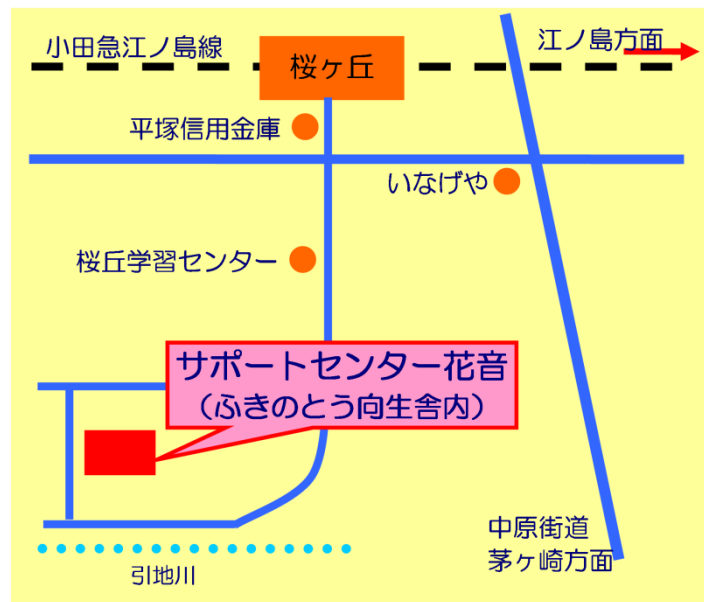 小田急江ノ島線
桜ヶ丘
江ノ島方面
平塚信用金庫
いなげや
桜丘学習センター
サポートセンター花音
（ふきのとう向生舎内）
中原街道
茅ヶ崎方面
引地川